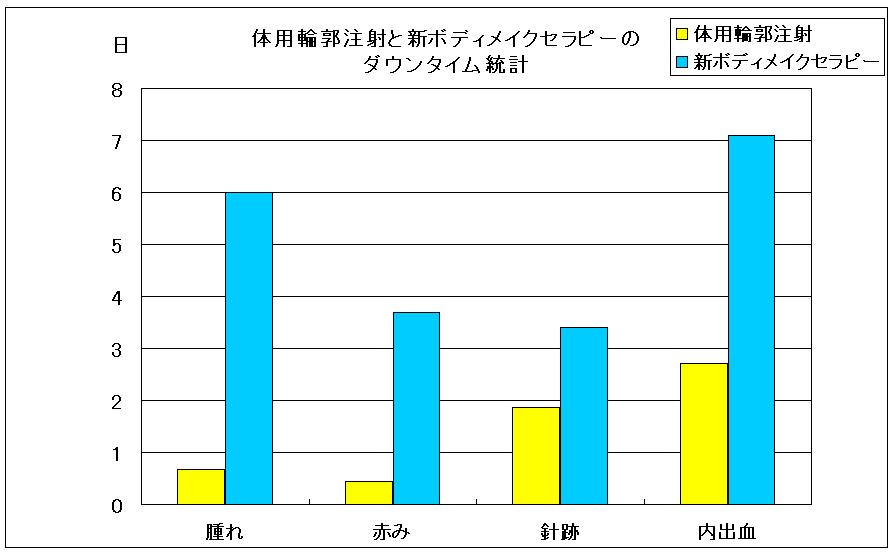 体用輪郭注射と新ボディメイクセラピーの
ダウンタイム統計
体用輪郭注射
新ボディメイクセラピー
日
8
7
6
5
4
3
2
1
0
腫れ
赤み
針跡
内出血